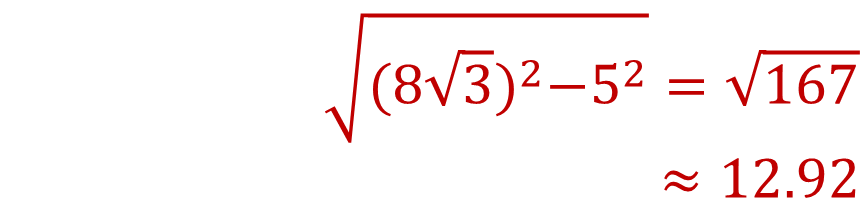 √((8√3)²−5²) = √167
≈ 12.92